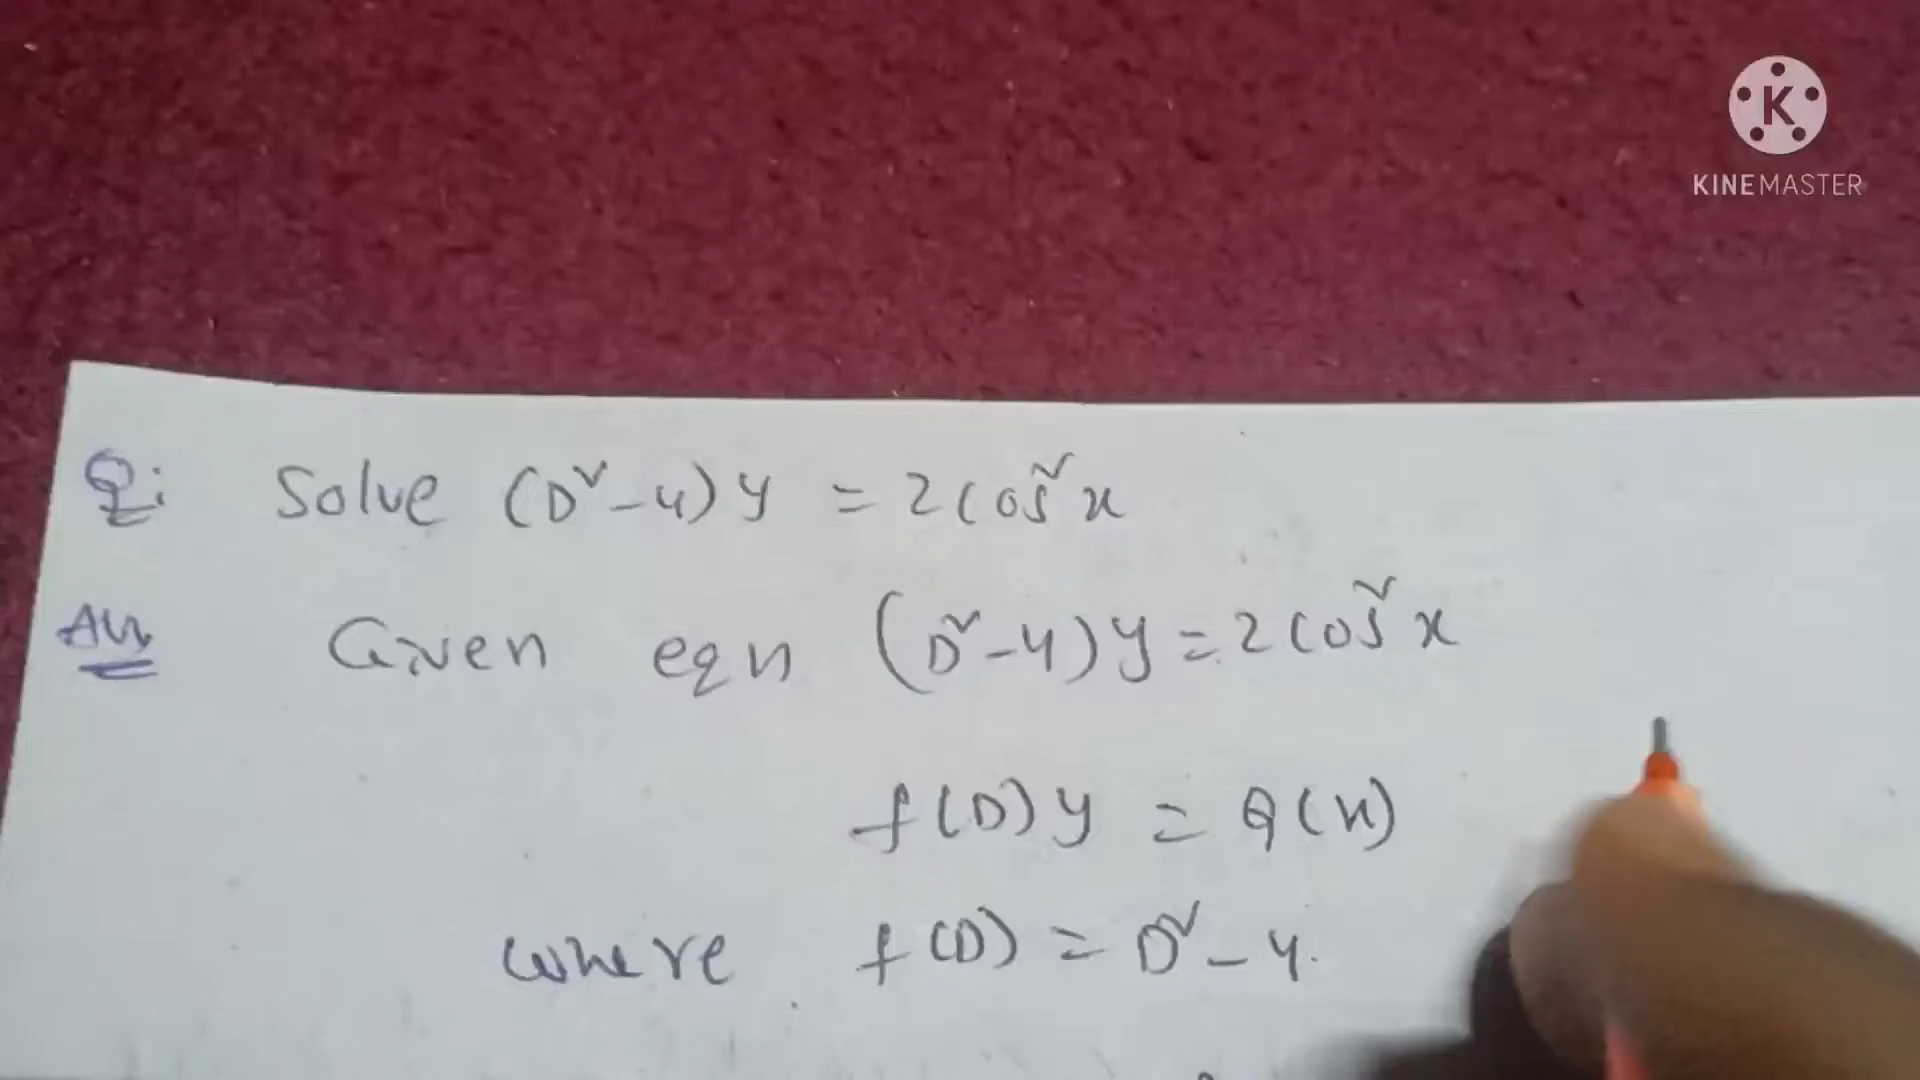 K
KINEMASTER
Q: Solve (D²-4)y = 2cos²x
Ans Given eqn (D²-4)y = 2cos²x
f(D)y = Q(x)
where f(D) = D²-4.